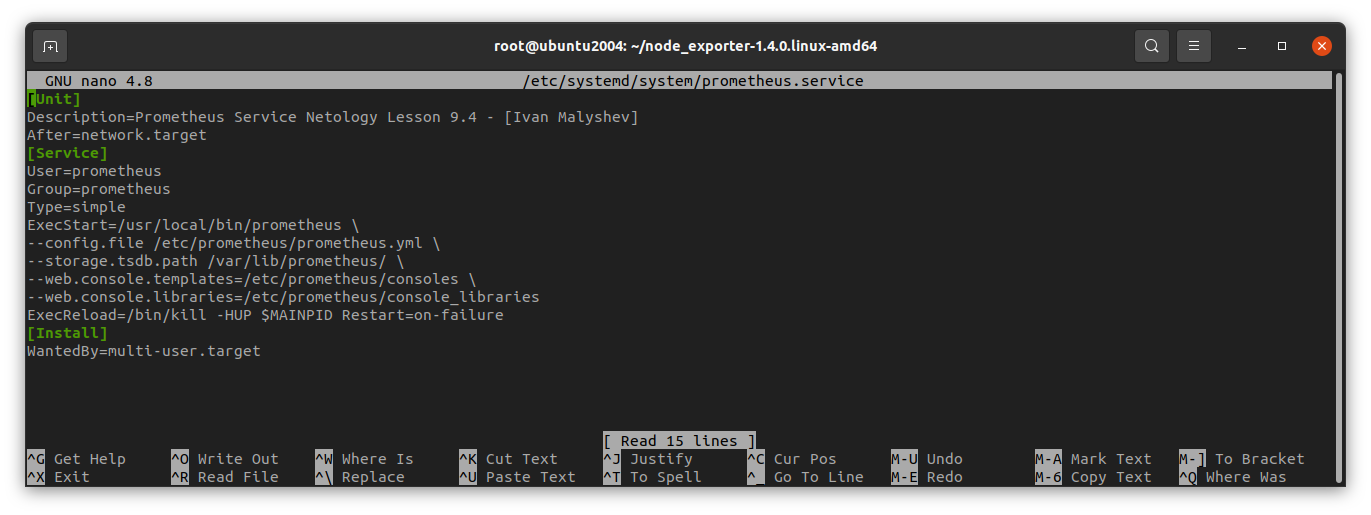 root@ubuntu2004: ~/node_exporter-1.4.0.linux-amd64
GNU nano 4.8 /etc/systemd/system/prometheus.service
[Unit]
Description=Prometheus Service Netology Lesson 9.4 - [Ivan Malyshev]
After=network.target
[Service]
User=prometheus
Group=prometheus
Type=simple
ExecStart=/usr/local/bin/prometheus \
--config.file /etc/prometheus/prometheus.yml \
--storage.tsdb.path /var/lib/prometheus/ \
--web.console.templates=/etc/prometheus/consoles \
--web.console.libraries=/etc/prometheus/console_libraries
ExecReload=/bin/kill -HUP $MAINPID Restart=on-failure
[Install]
WantedBy=multi-user.target
[ Read 15 lines ]
^G Get Help ^O Write Out ^W Where Is ^K Cut Text ^J Justify ^C Cur Pos M-U Undo M-A Mark Text M-] To Bracket
^X Exit ^R Read File ^\ Replace ^U Paste Text ^T To Spell ^_ Go To Line M-E Redo M-6 Copy Text ^Q Where Was